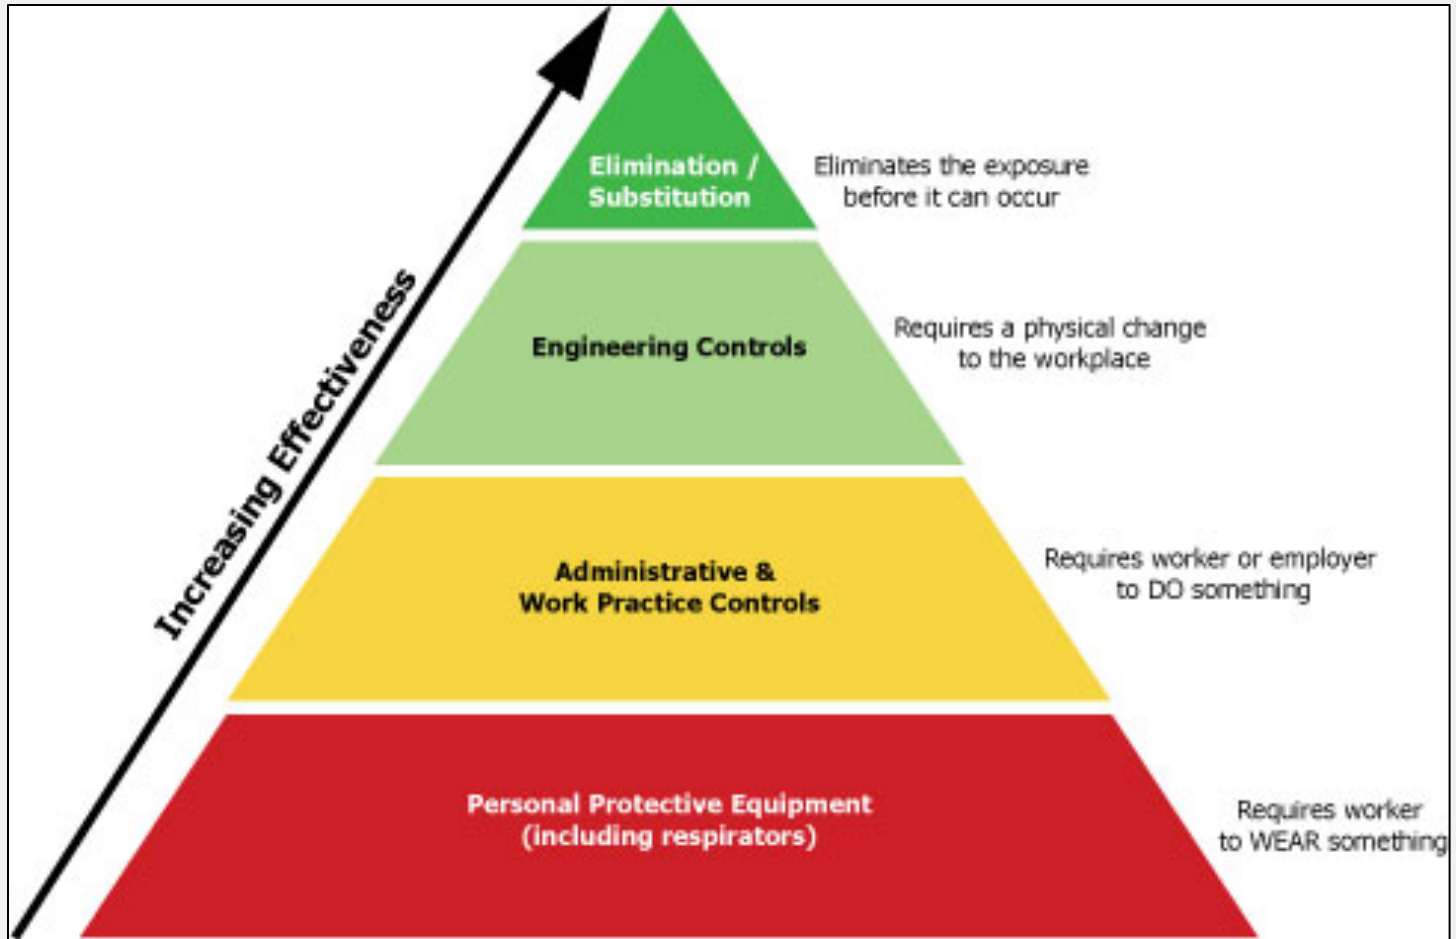 Increasing Effectiveness
Elimination /
Substitution
Eliminates the exposure
before it can occur
Engineering Controls
Requires a physical change
to the workplace
Administrative &
Work Practice Controls
Requires worker or employer
to DO something
Personal Protective Equipment
(including respirators)
Requires worker
to WEAR something